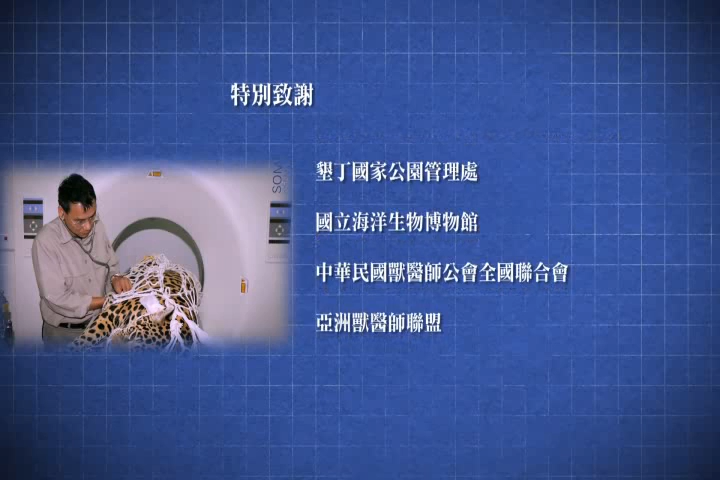 特別致謝
墾丁國家公園管理處
國立海洋生物博物館
SOM
中華民國獸醫師公會全國聯合會
亞洲獸醫師聯盟